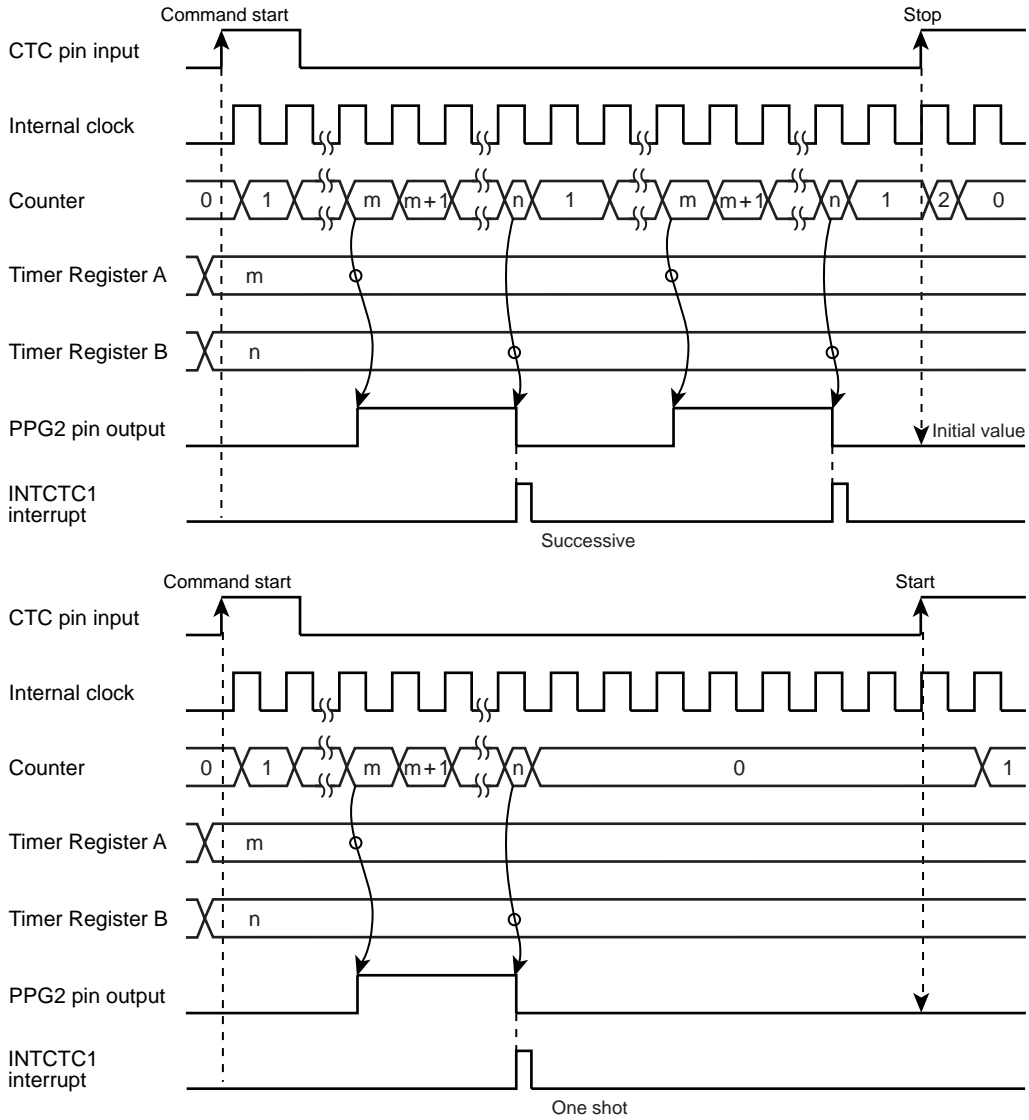 Command start Stop
CTC pin input
Internal clock
Counter 0 1 m m+1 n 1 m m+1 n 1 2 0
Timer Register A m
Timer Register B n
PPG2 pin output Initial value
INTCTC1
interrupt
Successive
Command start Start
CTC pin input
Internal clock
Counter 0 1 m m+1 n 0 1
Timer Register A m
Timer Register B n
PPG2 pin output
INTCTC1
interrupt
One shot